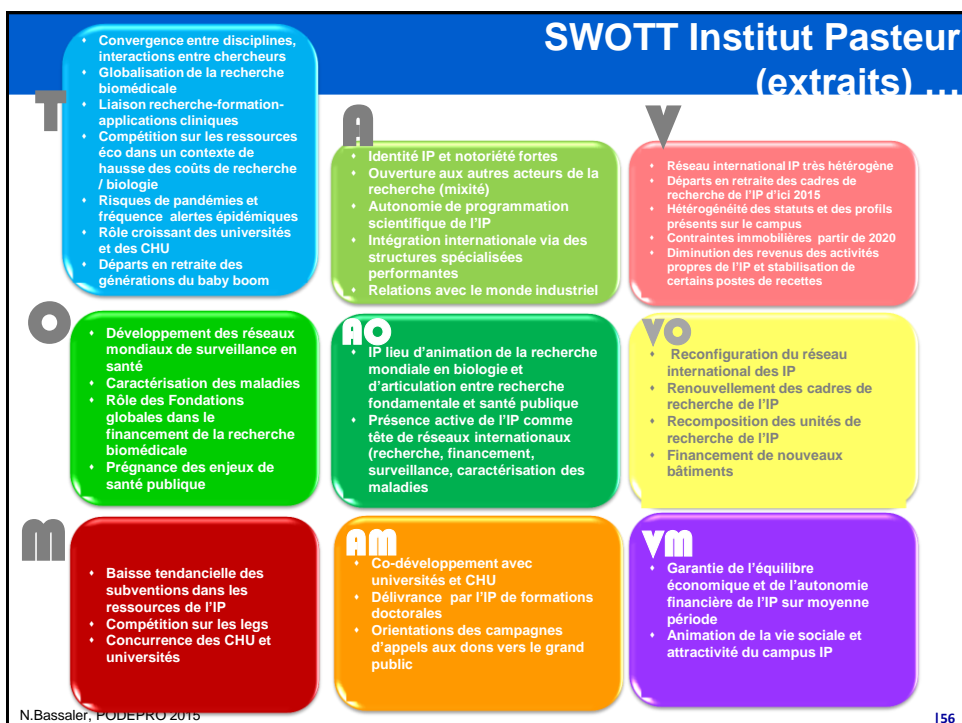 SWOTT Institut Pasteur
(extraits) ...
T
• Convergence entre disciplines,
interactions entre chercheurs
• Globalisation de la recherche
biomédicale
• Liaison recherche-formation-
applications cliniques
• Compétition sur les ressources
éco dans un contexte de
hausse des coûts de recherche
/ biologie
• Risques de pandémies et
fréquence alertes épidémiques
• Rôle croissant des universités
et des CHU
• Départs en retraite des
générations du baby boom
A
• Identité IP et notoriété fortes
• Ouverture aux autres acteurs de la
recherche (mixité)
• Autonomie de programmation
scientifique de l'IP
• Intégration internationale via des
structures spécialisées
performantes
• Relations avec le monde industriel
V
• Réseau international IP très hétérogène
• Départs en retraite des cadres de
recherche de l'IP d'ici 2015
• Hétérogénéité des statuts et des profils
présents sur le campus
• Contraintes immobilières partir de 2020
• Diminution des revenus des activités
propres de l'IP et stabilisation de
certains postes de recettes
O
• Développement des réseaux
mondiaux de surveillance en
santé
• Caractérisation des maladies
• Rôle des Fondations
globales dans le
financement de la recherche
biomédicale
• Prégnance des enjeux de
santé publique
AO
• IP lieu d'animation de la recherche
mondiale en biologie et
d'articulation entre recherche
fondamentale et santé publique
• Présence active de l'IP comme
tête de réseaux internationaux
(recherche, financement,
surveillance, caractérisation des
maladies
VO
• Reconfiguration du réseau
international des IP
• Renouvellement des cadres de
recherche de l'IP
• Recomposition des unités de
recherche de l'IP
• Financement de nouveaux
bâtiments
M
• Baisse tendancielle des
subventions dans les
ressources de l'IP
• Compétition sur les legs
• Concurrence des CHU et
universités
AM
• Co-développement avec
universités et CHU
• Délivrance par l'IP de formations
doctorales
• Orientations des campagnes
d'appels aux dons vers le grand
public
VM
• Garantie de l'équilibre
économique et de l'autonomie
financière de l'IP sur moyenne
période
• Animation de la vie sociale et
attractivité du campus IP
N.Bassaler, PODEPRO 2015
|56